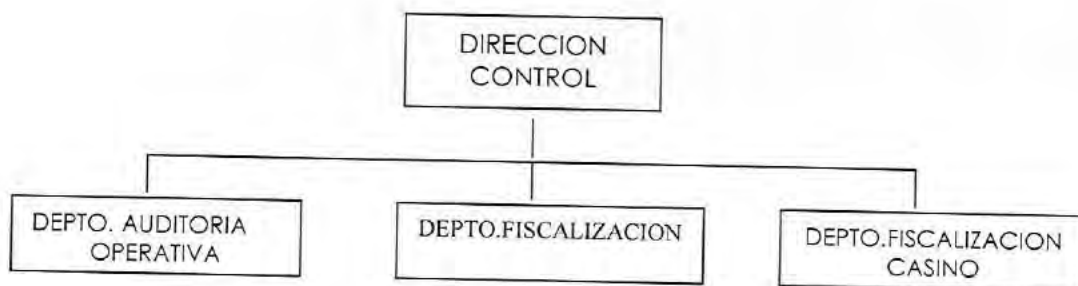 DIRECCION
CONTROL
DEPTO. AUDITORIA
OPERATIVA
DEPTO.FISCALIZACION
DEPTO.FISCALIZACION
CASINO